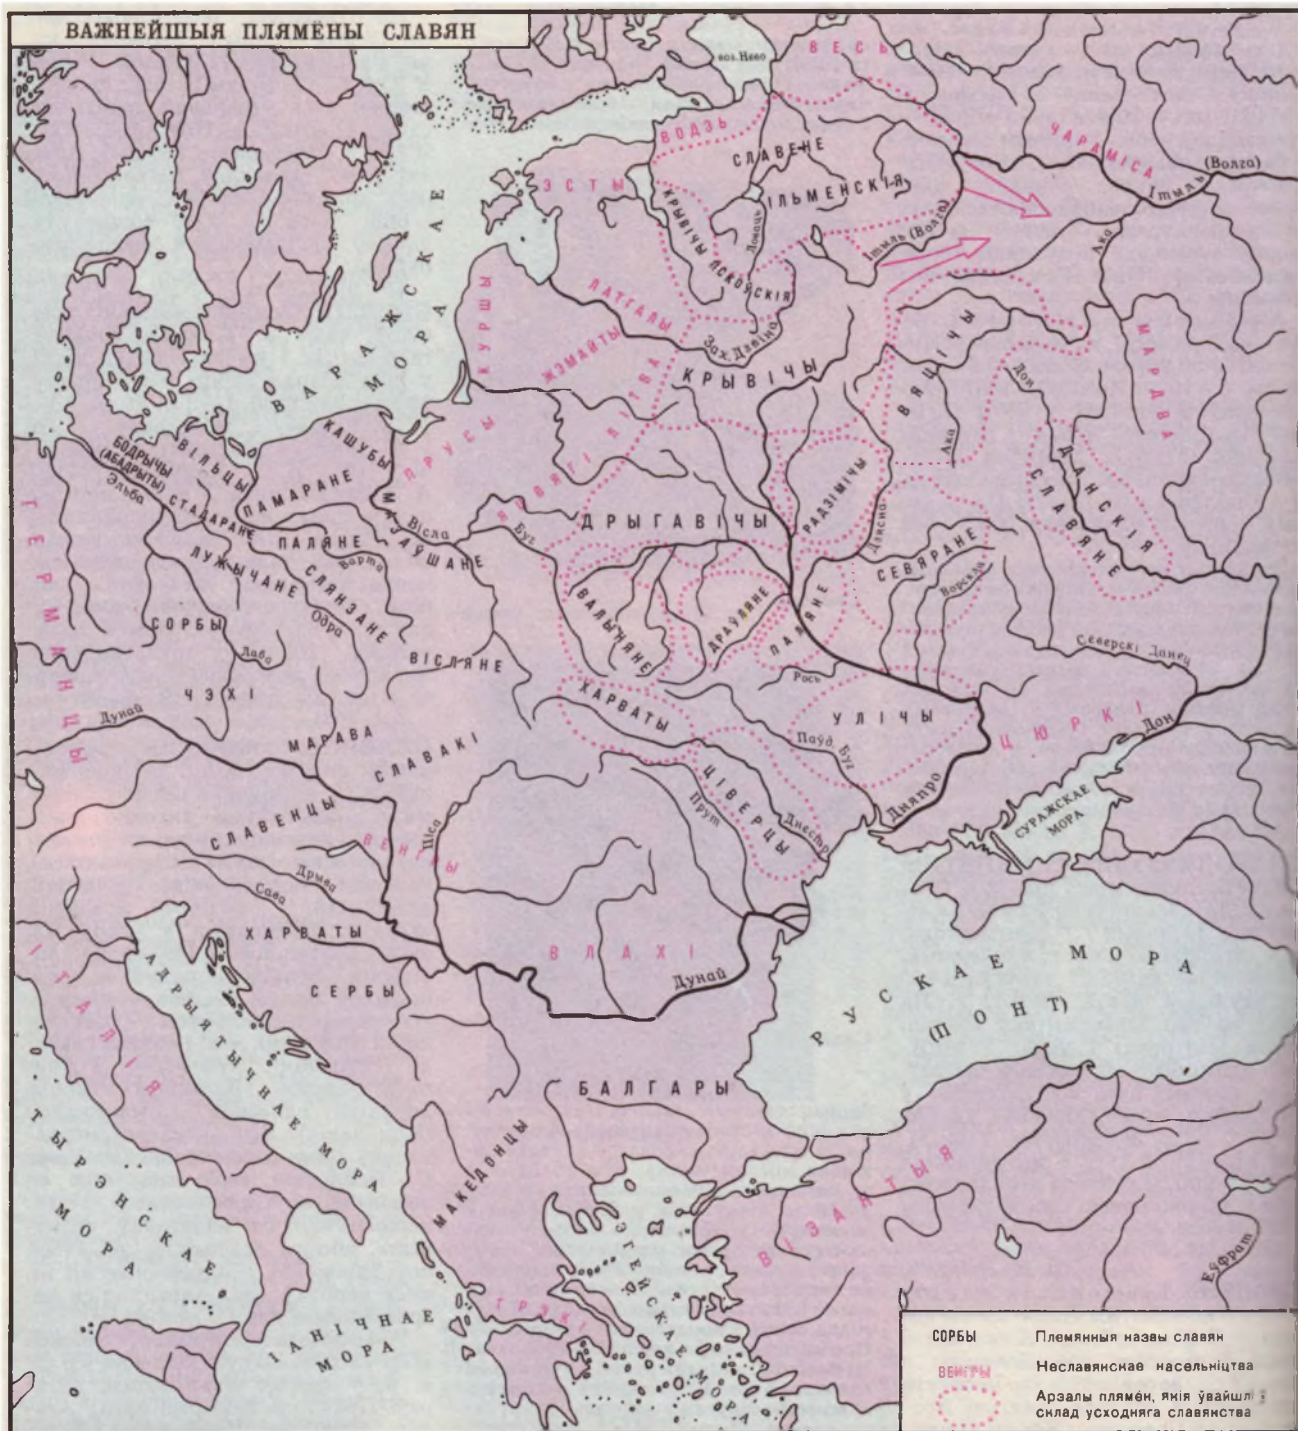 ВАЖНЕЙШЫЯ ПЛЯМЁНЫ СЛАВЯН
воз. Нево
ВЕСЬ
ВОДЗЬ
СЛАВЕНЕ
ІЛЬМЕНСКІЯ
ЧАРАМІСА
Ітыль
(Волга)
ЭСТЫ
КРЫВІЧЫ ПСКОЎСКІЯ
Ловаць
Ітыль (Волга)
Ака
ВАРАЖСКАЕ
МОРА
КУРШЫ
ЛАТГАЛЫ
ЖЭМАЙТЫ
Зах. Дзвіна
КРЫВІЧЫ
ВЯЦІЧЫ
МАРДВА
Дон
Ака
ЛІТВА
ПРУСЫ
КАШУБЫ
ВІЛЬЦЫ
БОДРЫЧЫ
(АБАДРЫТЫ)
Эльба
СТАДАРАНЕ
ПАМАРАНЕ
МАЗАЎШАНЕ
Вісла
Буг
ДРЫГАВІЧЫ
РАДЗІМІЧЫ
Дзясна
ДАНСКІЯ
СЛАВЯНЕ
ГЕРМАНЦЫ
ПАЛЯНЕ
Варта
ЛУЖЫЧАНЕ
СЛЯНЗАНЕ
Одра
СЕВЯРАНЕ
Ворскла
ВАЛЫНЯНЕ
ДРАЎЛЯНЕ
ПАЛЯНЕ
СОРБЫ
Лаба
ВІСЛЯНЕ
Рось
Северскі Данец
ЧЭХІ
ХАРВАТЫ
УЛІЧЫ
Дунай
МАРАВА
СЛАВАКІ
Паўд. Буг
ЦЮРКІ
Дон
ЦІВЕРЦЫ
Прут
Днестр
Дняпро
СУРАЖСКАЕ
МОРА
СЛАВЕНЦЫ
ВЕНГРЫ
Ціса
Дрыва
Сава
ХАРВАТЫ
ВЛАХІ
Дунай
СЕРБЫ
РУСКАЕ МОРА
(ПОНТ)
ІТАЛІЯ
АДРЫЯТЫЧНАЕ МОРА
БАЛГАРЫ
МАКЕДОНЦЫ
ТЫРЭНСКАЕ
МОРА
ВІЗАНТЫЯ
ЭГЕЙСКАЕ МОРА
Еўфрат
ГРЭКІ
ІАНІЧНАЕ
МОРА
СОРБЫ
Племянныя назвы славян
ВЕНГРЫ
Неславянскае насельніцтва
Арэалы плямён, якія ўвайшлі
склад усходняга славянства